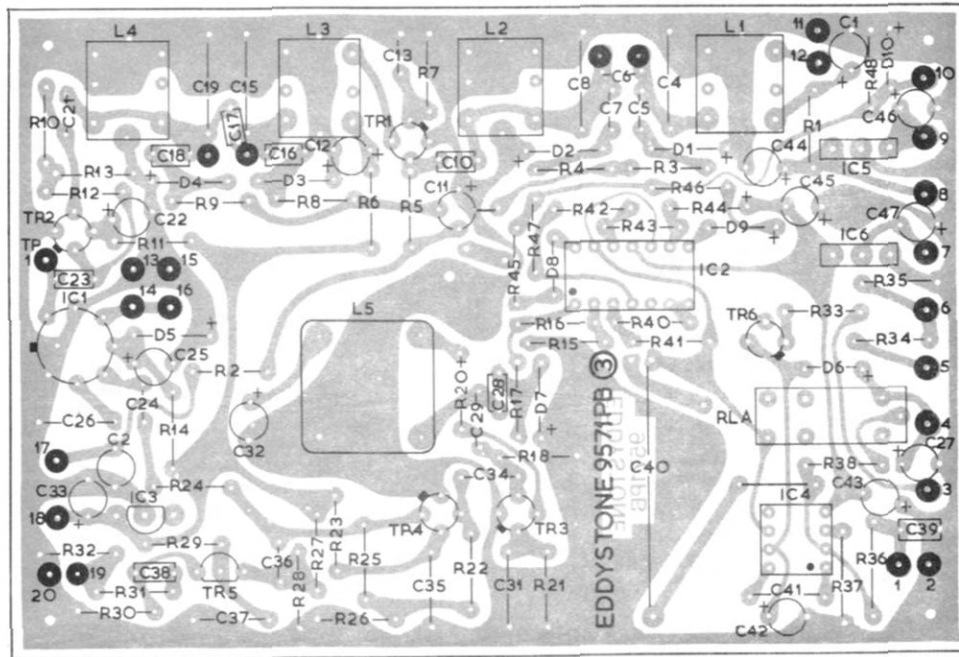 L4 L3 L2 L1 11 C1
C13 12 R48 D10 10
R10 C21 C19 C15 R7 C8 C6 C4 C46
C17 TR1 C7 C5 R1 9
C18 C16 C12 C10 D2 D1 C44 IC5
R13 D4 D3 R4 R3
R12 R9 R8 R6 R5 C11 R46 C45 8
TR2 C22 R42 R44 C47
TP 1 R11 R47 R43 D9 IC6 7
13 15 IC2
C23 R45 D8 R35
IC1 14 16 L5 6
D5 R16 R40 TR6 R33
C25 R15 R41 R34
R2 R20 D6 5
C24 C28 R17 D7
C26 R14 C32 C29 RLA 4
17 C2 R18 C27
C33 R24 C34 C40 R38
IC3 IC4 C43 3
18 R23 TR4 TR3 C39
R32 R29 C36 R27 R25 R36
20 19 C38 TR5 R28 C35 R22 C31 R21 1 2
R31 R37
R30 C37 R26 C41
C42
EDDYSTONE 9571PB 3
EDDYSTONE